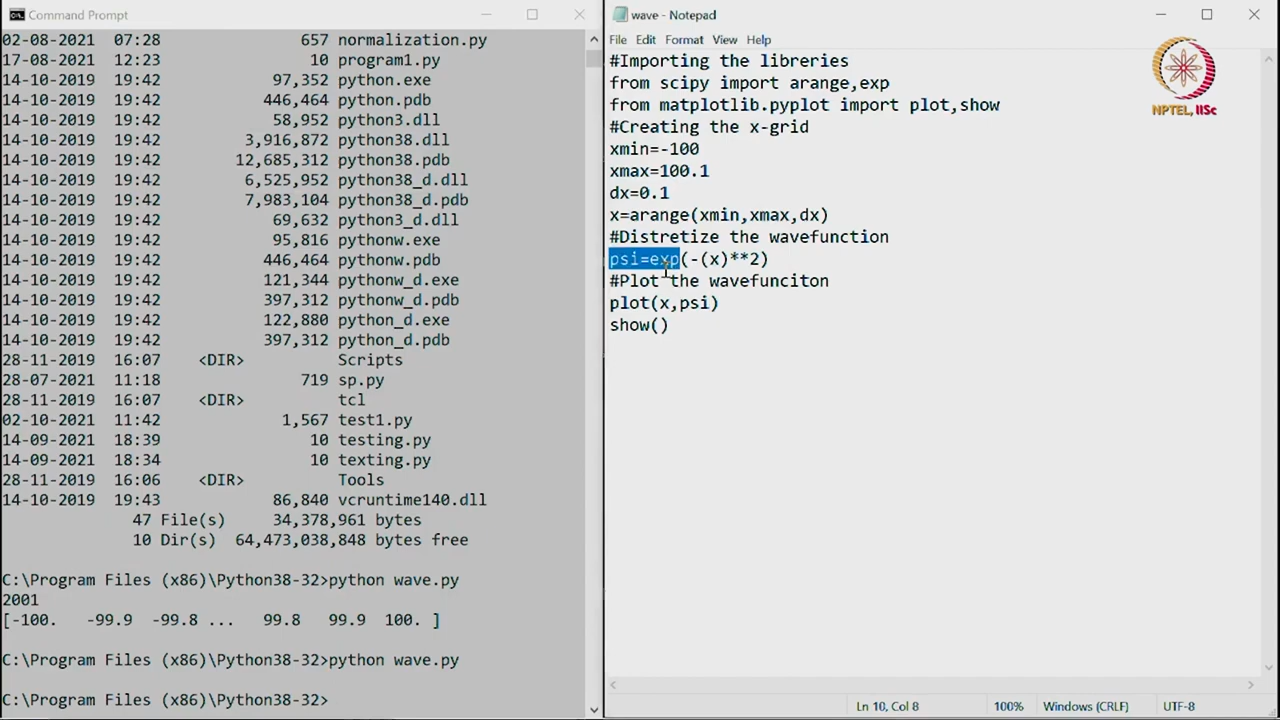 Command Prompt
02-08-2021 07:28 657 normalization.py
17-08-2021 12:23 10 program1.py
14-10-2019 19:42 97,352 python.exe
14-10-2019 19:42 446,464 python.pdb
14-10-2019 19:42 58,952 python3.dll
14-10-2019 19:42 3,916,872 python38.dll
14-10-2019 19:42 12,685,312 python38.pdb
14-10-2019 19:42 6,525,952 python38_d.dll
14-10-2019 19:42 7,983,104 python38_d.pdb
14-10-2019 19:42 69,632 python3_d.dll
14-10-2019 19:42 95,816 pythonw.exe
14-10-2019 19:42 446,464 pythonw.pdb
14-10-2019 19:42 121,344 pythonw_d.exe
14-10-2019 19:42 397,312 pythonw_d.pdb
14-10-2019 19:42 122,880 python_d.exe
14-10-2019 19:42 397,312 python_d.pdb
28-11-2019 16:07 <DIR> Scripts
28-07-2021 11:18 719 sp.py
28-11-2019 16:07 <DIR> tcl
02-10-2021 11:42 1,567 test1.py
14-09-2021 18:39 10 testing.py
14-09-2021 18:34 10 texting.py
28-11-2019 16:06 <DIR> Tools
14-10-2019 19:43 86,840 vcruntime140.dll
47 File(s) 34,378,961 bytes
10 Dir(s) 64,473,038,848 bytes free
C:\Program Files (x86)\Python38-32>python wave.py
2001
[-100. -99.9 -99.8 ... 99.8 99.9 100. ]
C:\Program Files (x86)\Python38-32>python wave.py
C:\Program Files (x86)\Python38-32>
wave - Notepad
File Edit Format View Help
#Importing the libreries
from scipy import arange,exp
from matplotlib.pyplot import plot,show
#Creating the x-grid
xmin=-100
xmax=100.1
dx=0.1
x=arange(xmin,xmax,dx)
#Distretize the wavefunction
psi=exp(-(x)**2)
#Plot the wavefunciton
plot(x,psi)
show()
NPTEL, IISc
Ln 10, Col 8 100% Windows (CRLF) UTF-8